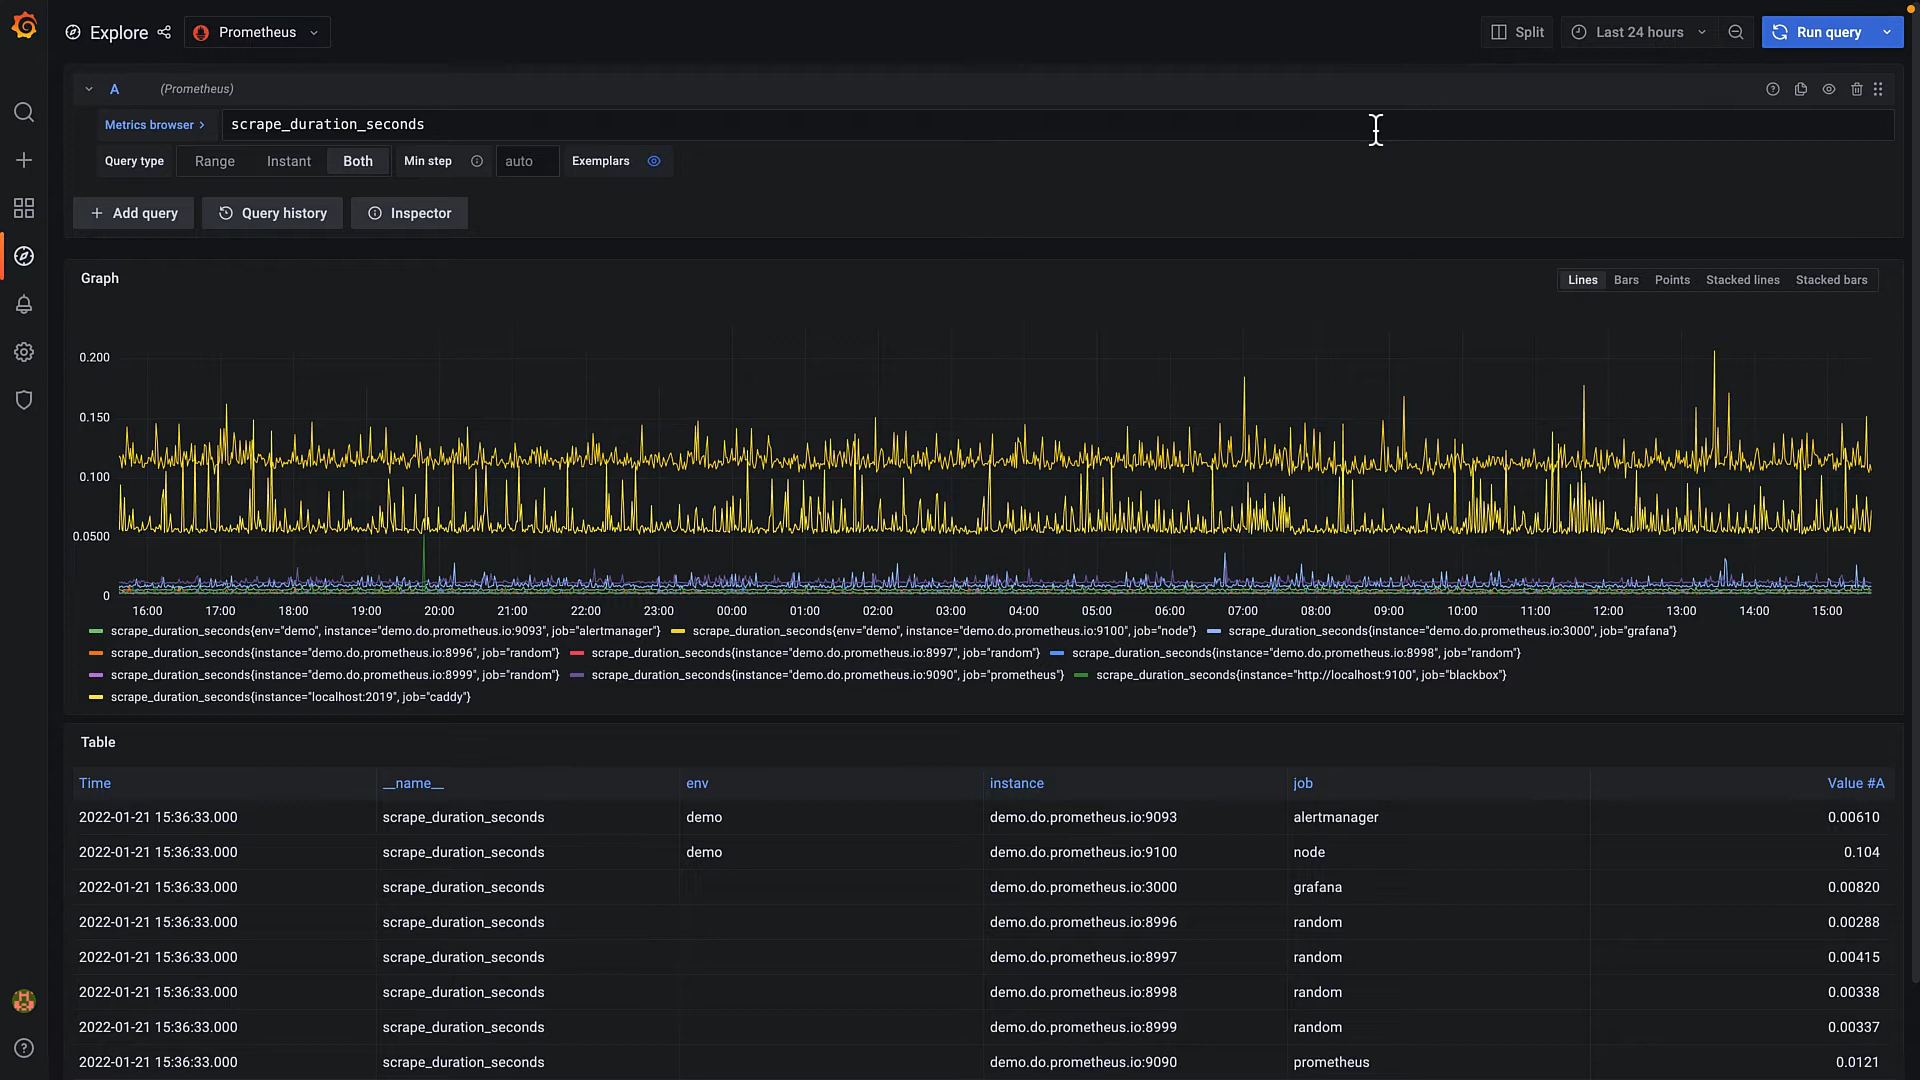 Explore Prometheus Split Last 24 hours Run query
A (Prometheus)
Metrics browser > scrape_duration_seconds
Query type Range Instant Both Min step auto Exemplars
+ Add query Query history Inspector
Graph Lines Bars Points Stacked lines Stacked bars
0.200
0.150
0.100
0.0500
0
16:00 17:00 18:00 19:00 20:00 21:00 22:00 23:00 00:00 01:00 02:00 03:00 04:00 05:00 06:00 07:00 08:00 09:00 10:00 11:00 12:00 13:00 14:00 15:00
scrape_duration_seconds{env="demo", instance="demo.do.prometheus.io:9093", job="alertmanager"} scrape_duration_seconds{env="demo", instance="demo.do.prometheus.io:9100", job="node"} scrape_duration_seconds{instance="demo.do.prometheus.io:3000", job="grafana"}
scrape_duration_seconds{instance="demo.do.prometheus.io:8996", job="random"} scrape_duration_seconds{instance="demo.do.prometheus.io:8997", job="random"} scrape_duration_seconds{instance="demo.do.prometheus.io:8998", job="random"}
scrape_duration_seconds{instance="demo.do.prometheus.io:8999", job="random"} scrape_duration_seconds{instance="demo.do.prometheus.io:9090", job="prometheus"} scrape_duration_seconds{instance="http://localhost:9100", job="blackbox"}
scrape_duration_seconds{instance="localhost:2019", job="caddy"}
Table
Time __name__ env instance job Value #A
2022-01-21 15:36:33.000 scrape_duration_seconds demo demo.do.prometheus.io:9093 alertmanager 0.00610
2022-01-21 15:36:33.000 scrape_duration_seconds demo demo.do.prometheus.io:9100 node 0.104
2022-01-21 15:36:33.000 scrape_duration_seconds demo.do.prometheus.io:3000 grafana 0.00820
2022-01-21 15:36:33.000 scrape_duration_seconds demo.do.prometheus.io:8996 random 0.00288
2022-01-21 15:36:33.000 scrape_duration_seconds demo.do.prometheus.io:8997 random 0.00415
2022-01-21 15:36:33.000 scrape_duration_seconds demo.do.prometheus.io:8998 random 0.00338
2022-01-21 15:36:33.000 scrape_duration_seconds demo.do.prometheus.io:8999 random 0.00337
2022-01-21 15:36:33.000 scrape_duration_seconds demo.do.prometheus.io:9090 prometheus 0.0121